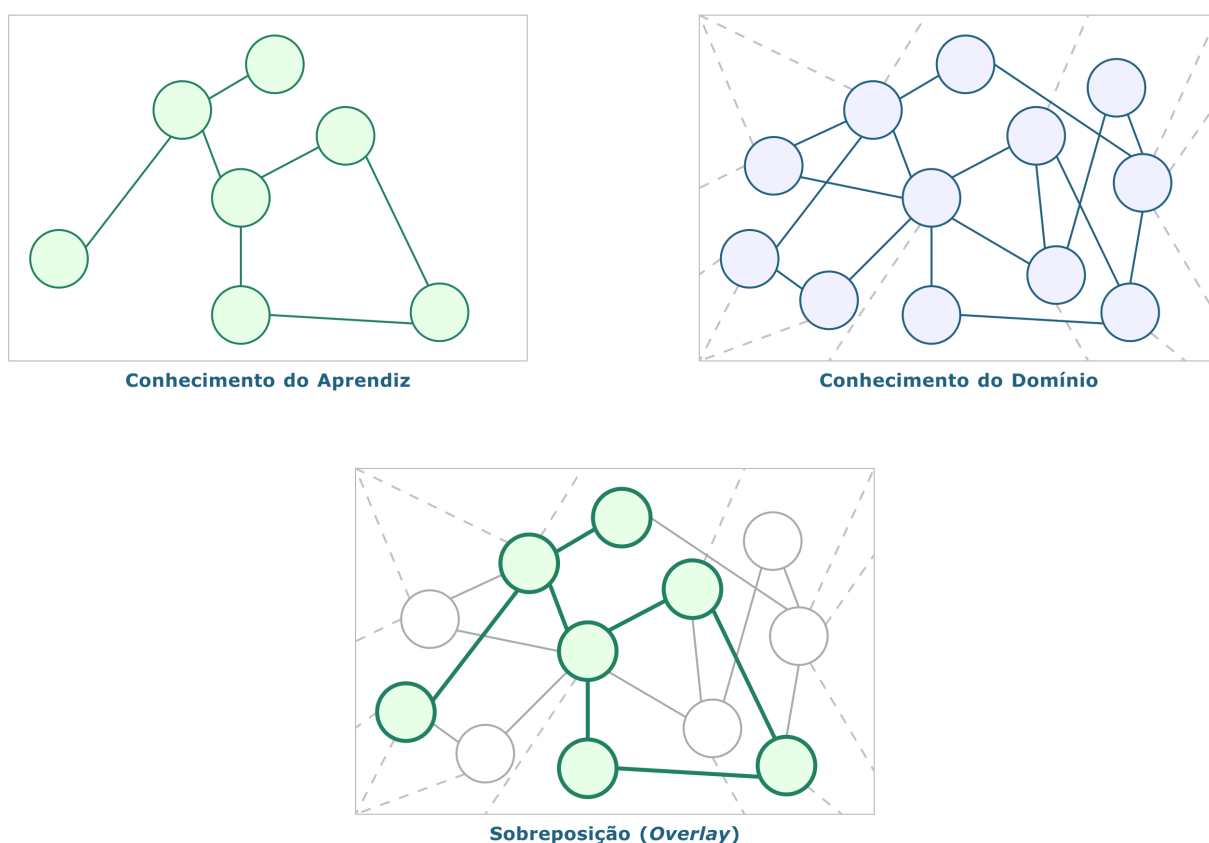 Conhecimento do Aprendiz
Conhecimento do Domínio
Sobreposição (Overlay)